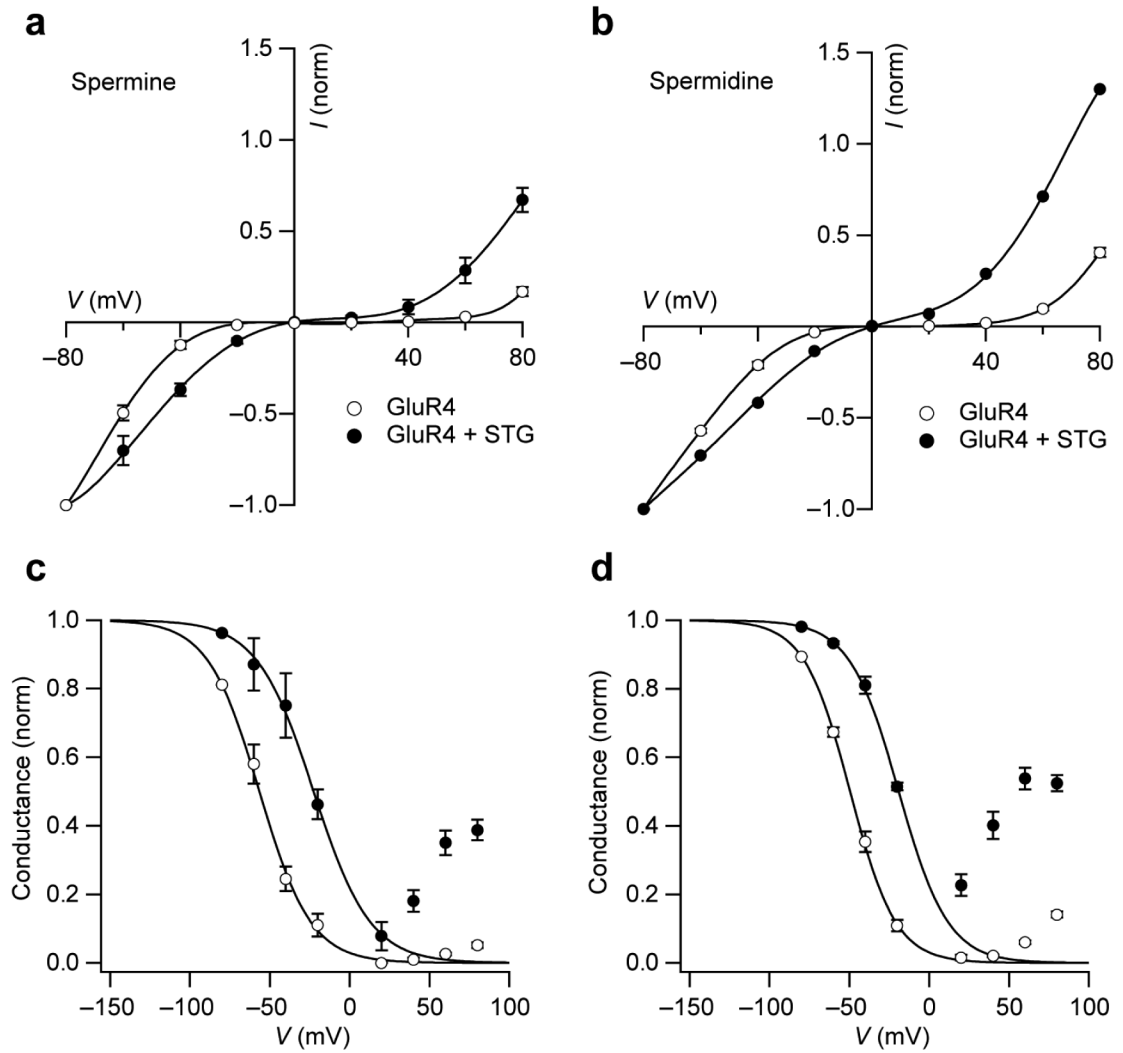 a
Spermine
1.5
1.0
0.5
–0.5
–1.0
I (norm)
V (mV)
–80
40
80
GluR4
GluR4 + STG
b
Spermidine
1.5
1.0
0.5
–0.5
–1.0
I (norm)
V (mV)
–80
40
80
GluR4
GluR4 + STG
c
Conductance (norm)
1.0
0.8
0.6
0.4
0.2
0.0
–150
–100
–50
0
50
100
V (mV)
d
Conductance (norm)
1.0
0.8
0.6
0.4
0.2
0.0
–150
–100
–50
0
50
100
V (mV)